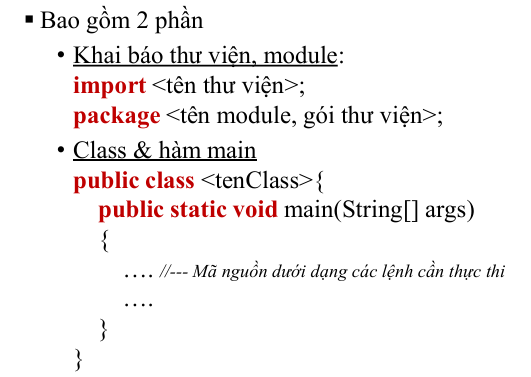 ▪ Bao gồm 2 phần
• Khai báo thư viện, module:
import <tên thư viện>;
package <tên module, gói thư viện>;
• Class & hàm main
public class <tenClass>{
public static void main(String[] args)
{
…. //--- Mã nguồn dưới dạng các lệnh cần thực thi
….
}
}